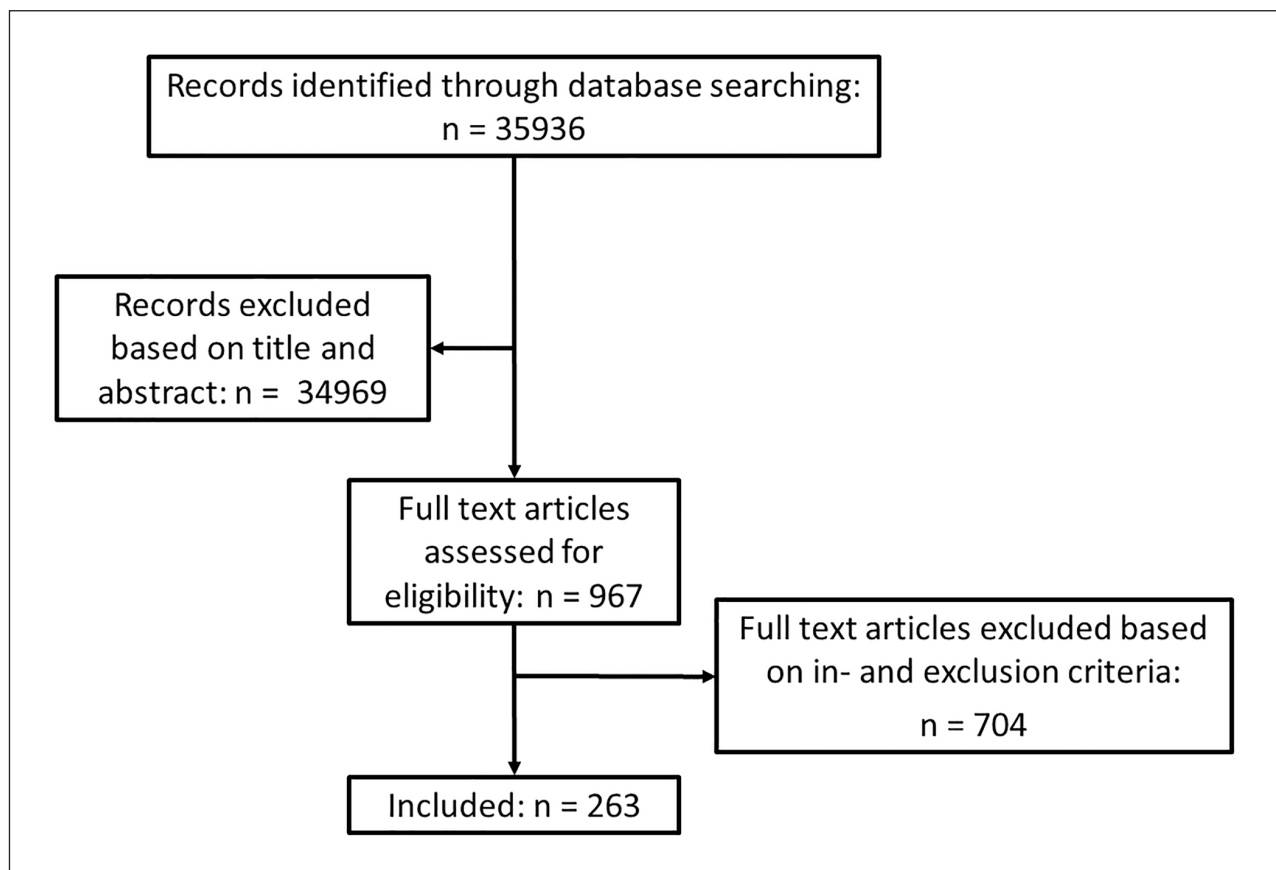 Records identified through database searching:
n = 35936
Records excluded
based on title and
abstract: n =  34969
Full text articles
assessed for
eligibility: n = 967
Full text articles excluded based
on in- and exclusion criteria:
n = 704
Included: n = 263